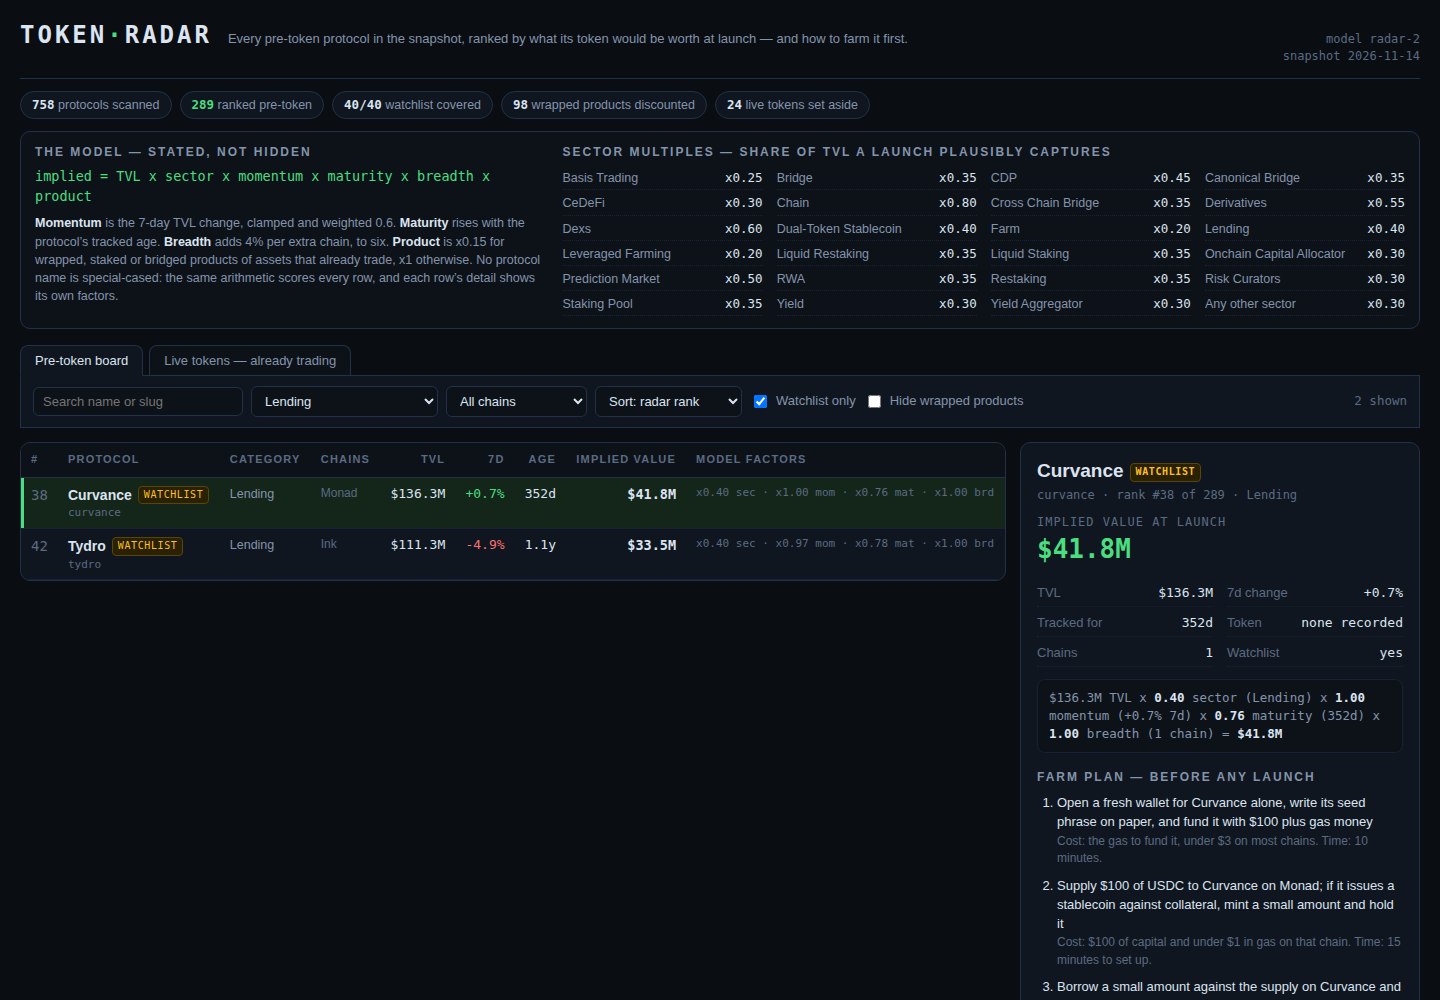 TOKEN·RADAR
Every pre-token protocol in the snapshot, ranked by what its token would be worth at launch — and how to farm it first.
model radar-2
snapshot 2026-11-14
758 protocols scanned
289 ranked pre-token
40/40 watchlist covered
98 wrapped products discounted
24 live tokens set aside
THE MODEL — STATED, NOT HIDDEN
implied = TVL x sector x momentum x maturity x breadth x
product
Momentum is the 7-day TVL change, clamped and weighted 0.6. Maturity rises with the
protocol's tracked age. Breadth adds 4% per extra chain, to six. Product is x0.15 for
wrapped, staked or bridged products of assets that already trade, x1 otherwise. No protocol
name is special-cased: the same arithmetic scores every row, and each row's detail shows
its own factors.
SECTOR MULTIPLES — SHARE OF TVL A LAUNCH PLAUSIBLY CAPTURES
Basis Trading x0.25 Bridge x0.35 CDP x0.45 Canonical Bridge x0.35
CeDeFi x0.30 Chain x0.80 Cross Chain Bridge x0.35 Derivatives x0.55
Dexs x0.60 Dual-Token Stablecoin x0.40 Farm x0.20 Lending x0.40
Leveraged Farming x0.20 Liquid Restaking x0.35 Liquid Staking x0.35 Onchain Capital Allocator x0.30
Prediction Market x0.50 RWA x0.35 Restaking x0.35 Risk Curators x0.30
Staking Pool x0.35 Yield x0.30 Yield Aggregator x0.30 Any other sector x0.30
Pre-token board
Live tokens — already trading
Search name or slug
Lending
All chains
Sort: radar rank
Watchlist only
Hide wrapped products
2 shown
# PROTOCOL CATEGORY CHAINS TVL 7D AGE IMPLIED VALUE MODEL FACTORS
38 Curvance WATCHLIST Lending Monad $136.3M +0.7% 352d $41.8M x0.40 sec · x1.00 mom · x0.76 mat · x1.00 brd
curvance
42 Tydro WATCHLIST Lending Ink $111.3M -4.9% 1.1y $33.5M x0.40 sec · x0.97 mom · x0.78 mat · x1.00 brd
tydro
Curvance WATCHLIST
curvance · rank #38 of 289 · Lending
IMPLIED VALUE AT LAUNCH
$41.8M
TVL $136.3M 7d change +0.7%
Tracked for 352d Token none recorded
Chains 1 Watchlist yes
$136.3M TVL x 0.40 sector (Lending) x 1.00
momentum (+0.7% 7d) x 0.76 maturity (352d) x
1.00 breadth (1 chain) = $41.8M
FARM PLAN — BEFORE ANY LAUNCH
1. Open a fresh wallet for Curvance alone, write its seed
phrase on paper, and fund it with $100 plus gas money
Cost: the gas to fund it, under $3 on most chains. Time: 10
minutes.
2. Supply $100 of USDC to Curvance on Monad; if it issues a
stablecoin against collateral, mint a small amount and hold
it
Cost: $100 of capital and under $1 in gas on that chain. Time: 15
minutes to set up.
3. Borrow a small amount against the supply on Curvance and